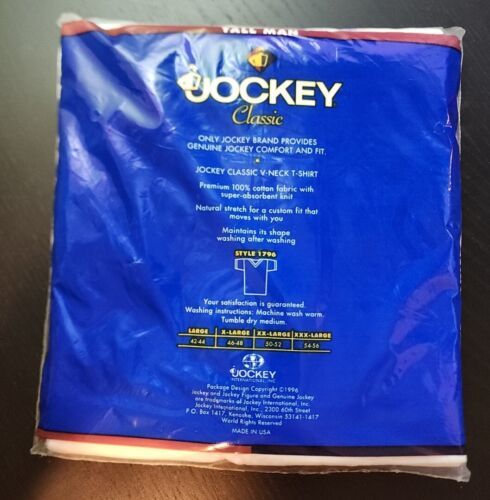 TALL MAN
JOCKEY
Classic
ONLY JOCKEY BRAND PROVIDES
GENUINE JOCKEY COMFORT AND FIT.
JOCKEY CLASSIC V-NECK T-SHIRT
Premium 100% cotton fabric with
super-absorbent knit
Natural stretch for a custom fit that
moves with you
Maintains its shape
washing after washing
STYLE 1796
Your satisfaction is guaranteed.
Washing instructions: Machine wash warm.
Tumble dry medium.
LARGE X-LARGE XX-LARGE XXX-LARGE
42-44 46-48 50-52 54-56
JOCKEY
INTERNATIONAL, INC.
Package Design Copyright ©1996
Jockey and Jockey Figure and Genuine Jockey
are trademarks of Jockey International, Inc.
Jockey International, Inc., 2300 60th Street
P.O. Box 1417, Kenosha, Wisconsin 53141-1417
World Rights Reserved
MADE IN USA